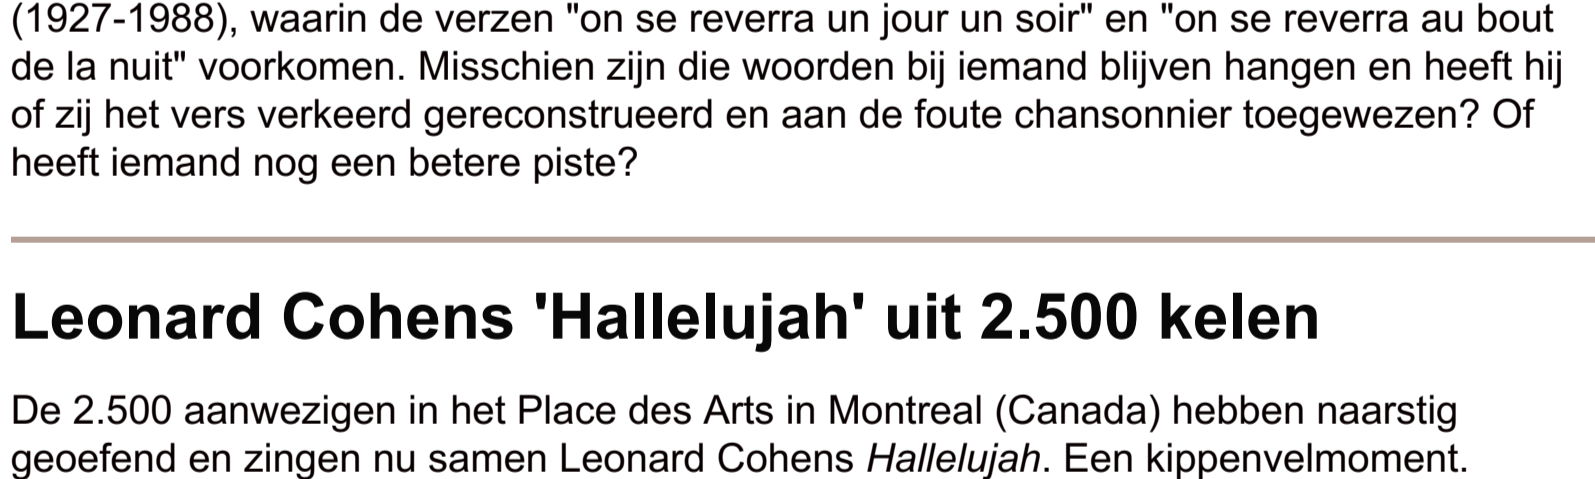 (1927-1988), waarin de verzen "on se reverra un jour un soir" en "on se reverra au bout
de la nuit" voorkomen. Misschien zijn die woorden bij iemand blijven hangen en heeft hij
of zij het vers verkeerd gereconstrueerd en aan de foute chansonnier toegewezen? Of
heeft iemand nog een betere piste?
Leonard Cohens 'Hallelujah' uit 2.500 kelen
De 2.500 aanwezigen in het Place des Arts in Montreal (Canada) hebben naarstig
geoefend en zingen nu samen Leonard Cohens Hallelujah. Een kippenvelmoment.